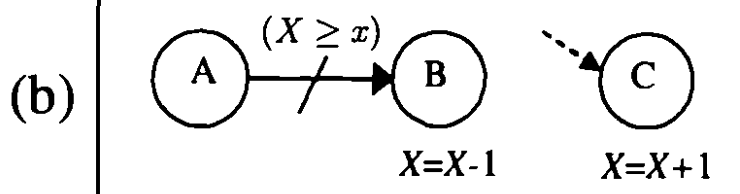 (X ≥ x)
(b) A B C
X=X-1 X=X+1